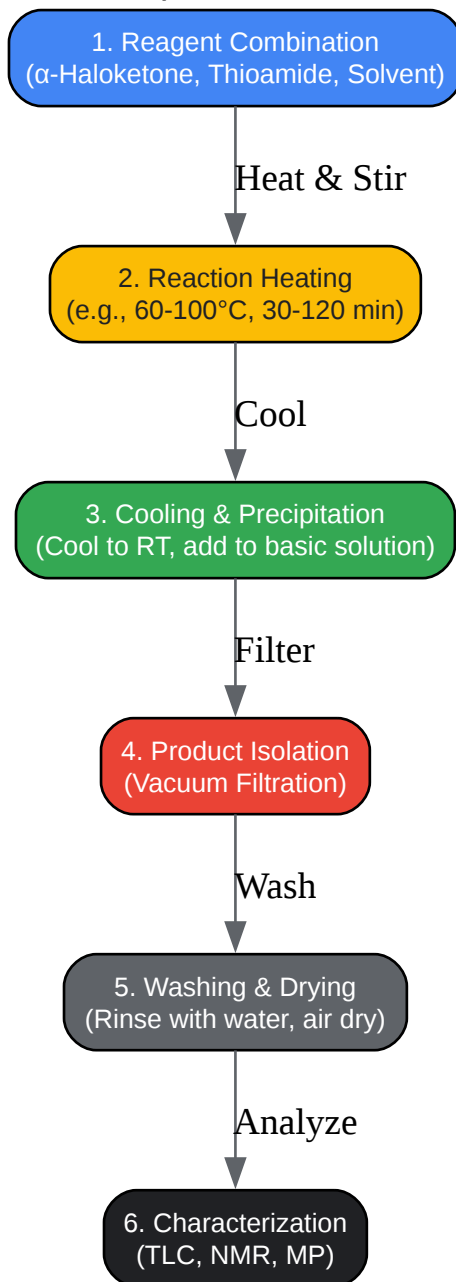 1. Reagent Combination
(α-Haloketone, Thioamide, Solvent)
Heat & Stir
2. Reaction Heating
(e.g., 60-100°C, 30-120 min)
Cool
3. Cooling & Precipitation
(Cool to RT, add to basic solution)
Filter
4. Product Isolation
(Vacuum Filtration)
Wash
5. Washing & Drying
(Rinse with water, air dry)
Analyze
6. Characterization
(TLC, NMR, MP)